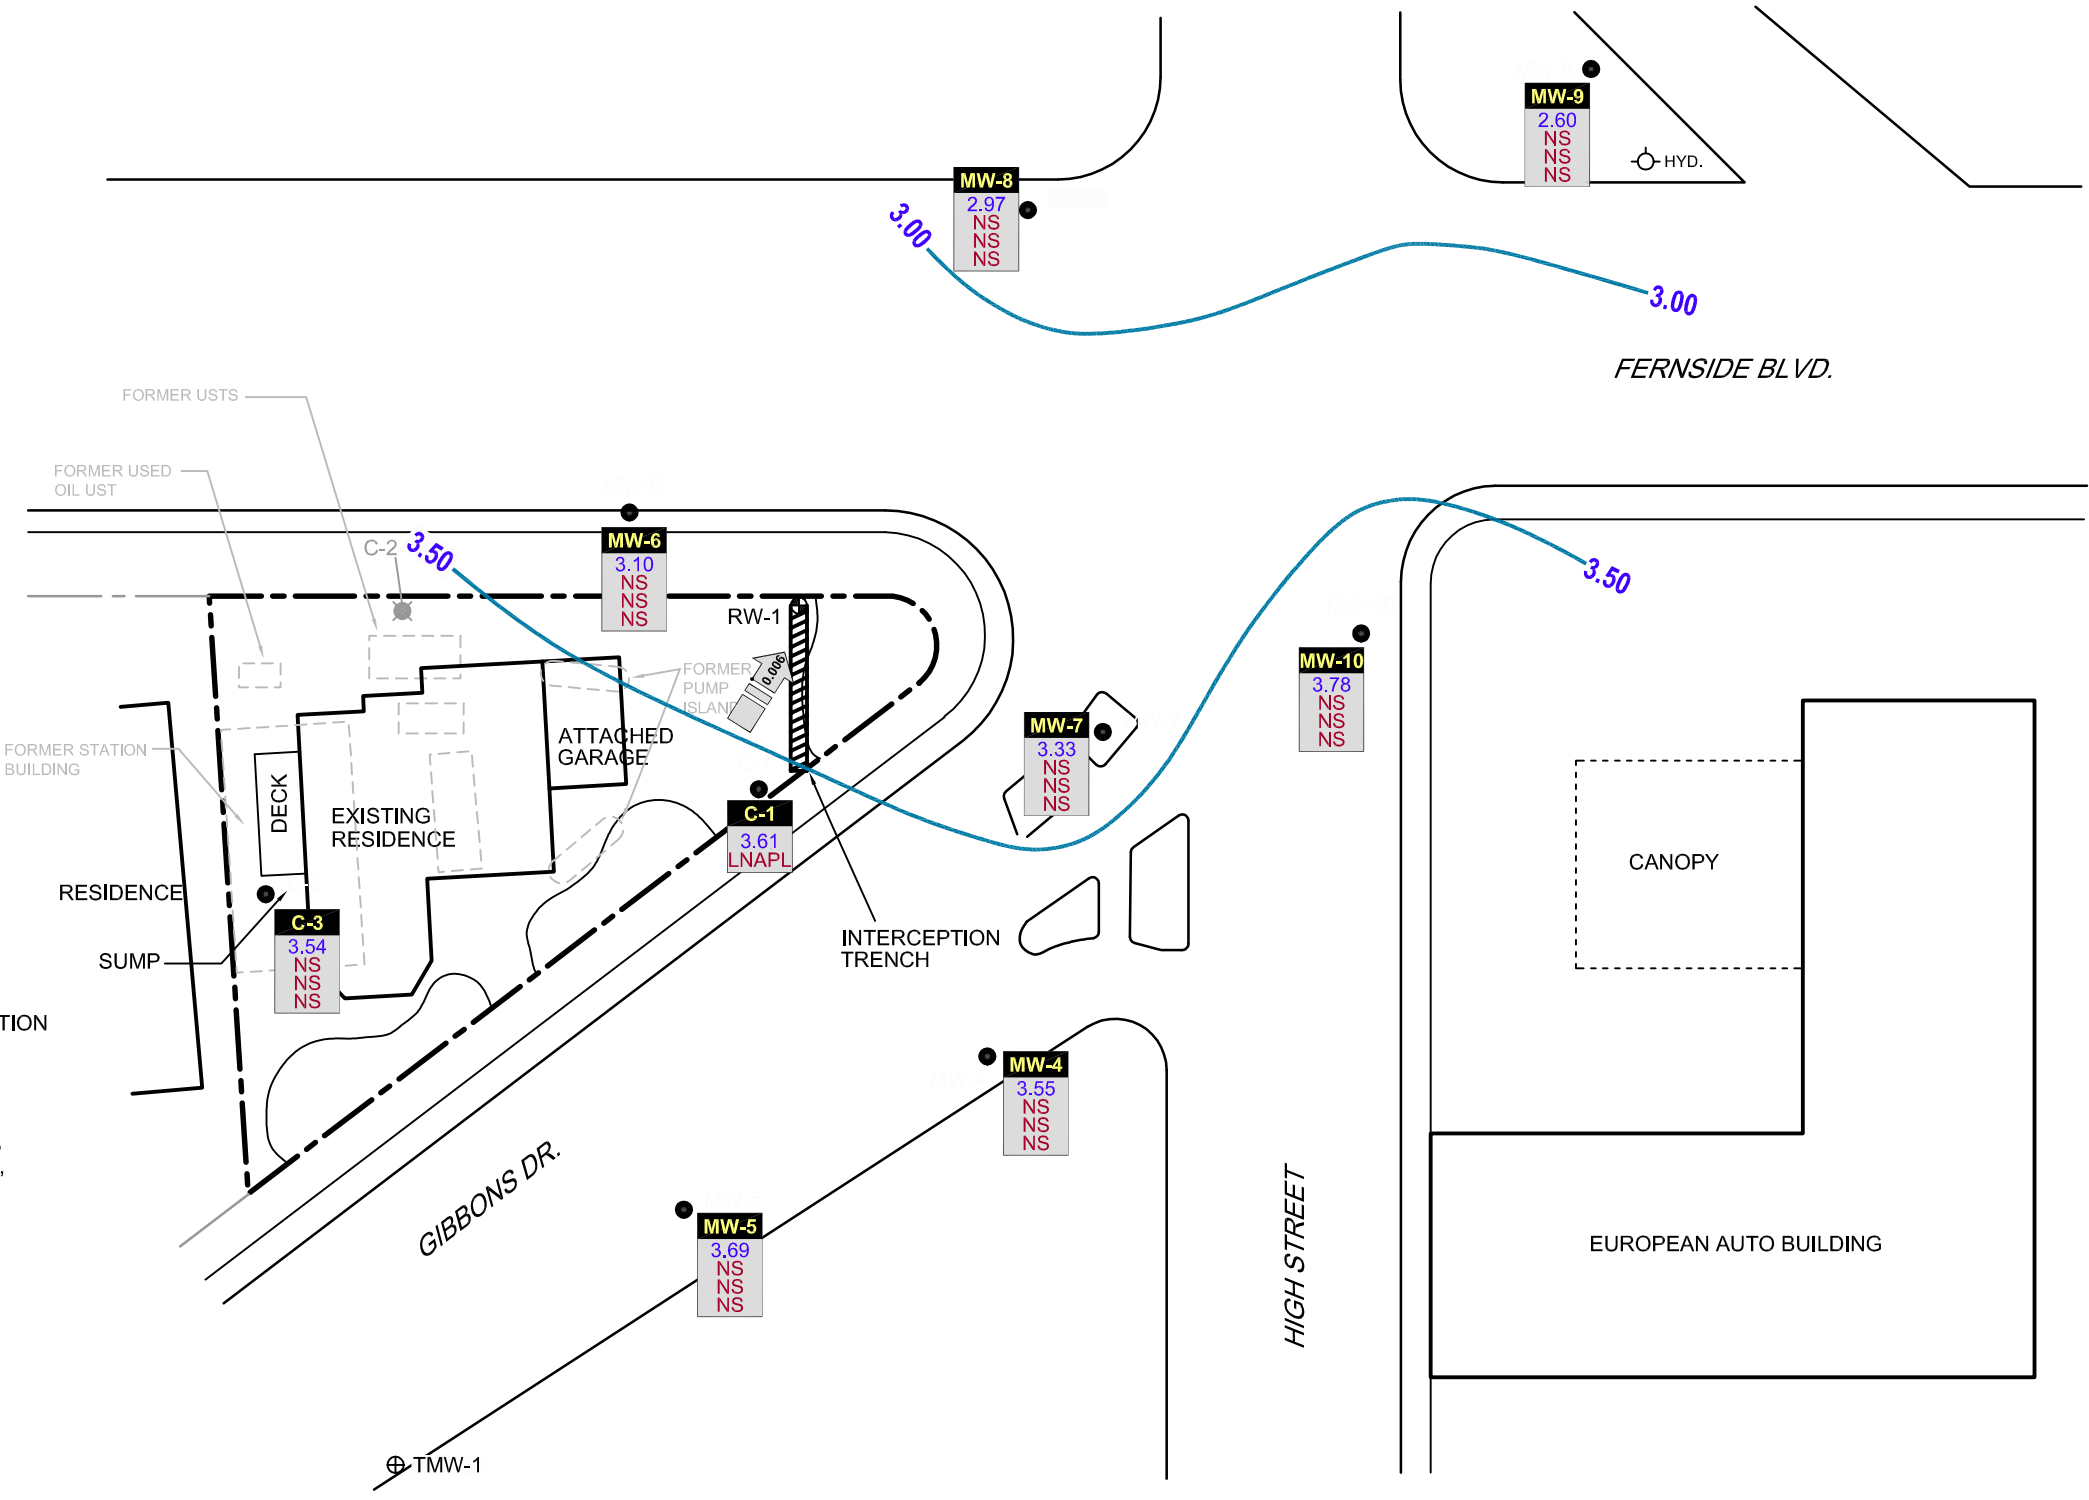 MW-9
2.60
NS
NS
NS
HYD.
MW-8
2.97
NS
NS
NS
3.00
3.00
FERNSIDE BLVD.
FORMER USTS
FORMER USED
OIL UST
C-2
3.50
MW-6
3.10
NS
NS
NS
3.50
RW-1
MW-10
3.78
NS
NS
NS
0.006
FORMER
PUMP
ISLAND
MW-7
3.33
NS
NS
NS
ATTACHED
GARAGE
FORMER STATION
BUILDING
DECK
EXISTING
RESIDENCE
C-1
3.61
LNAPL
CANOPY
RESIDENCE
C-3
3.54
NS
NS
NS
SUMP
INTERCEPTION
TRENCH
TION
MW-4
3.55
NS
NS
NS
GIBBONS DR.
MW-5
3.69
NS
NS
NS
HIGH STREET
EUROPEAN AUTO BUILDING
TMW-1